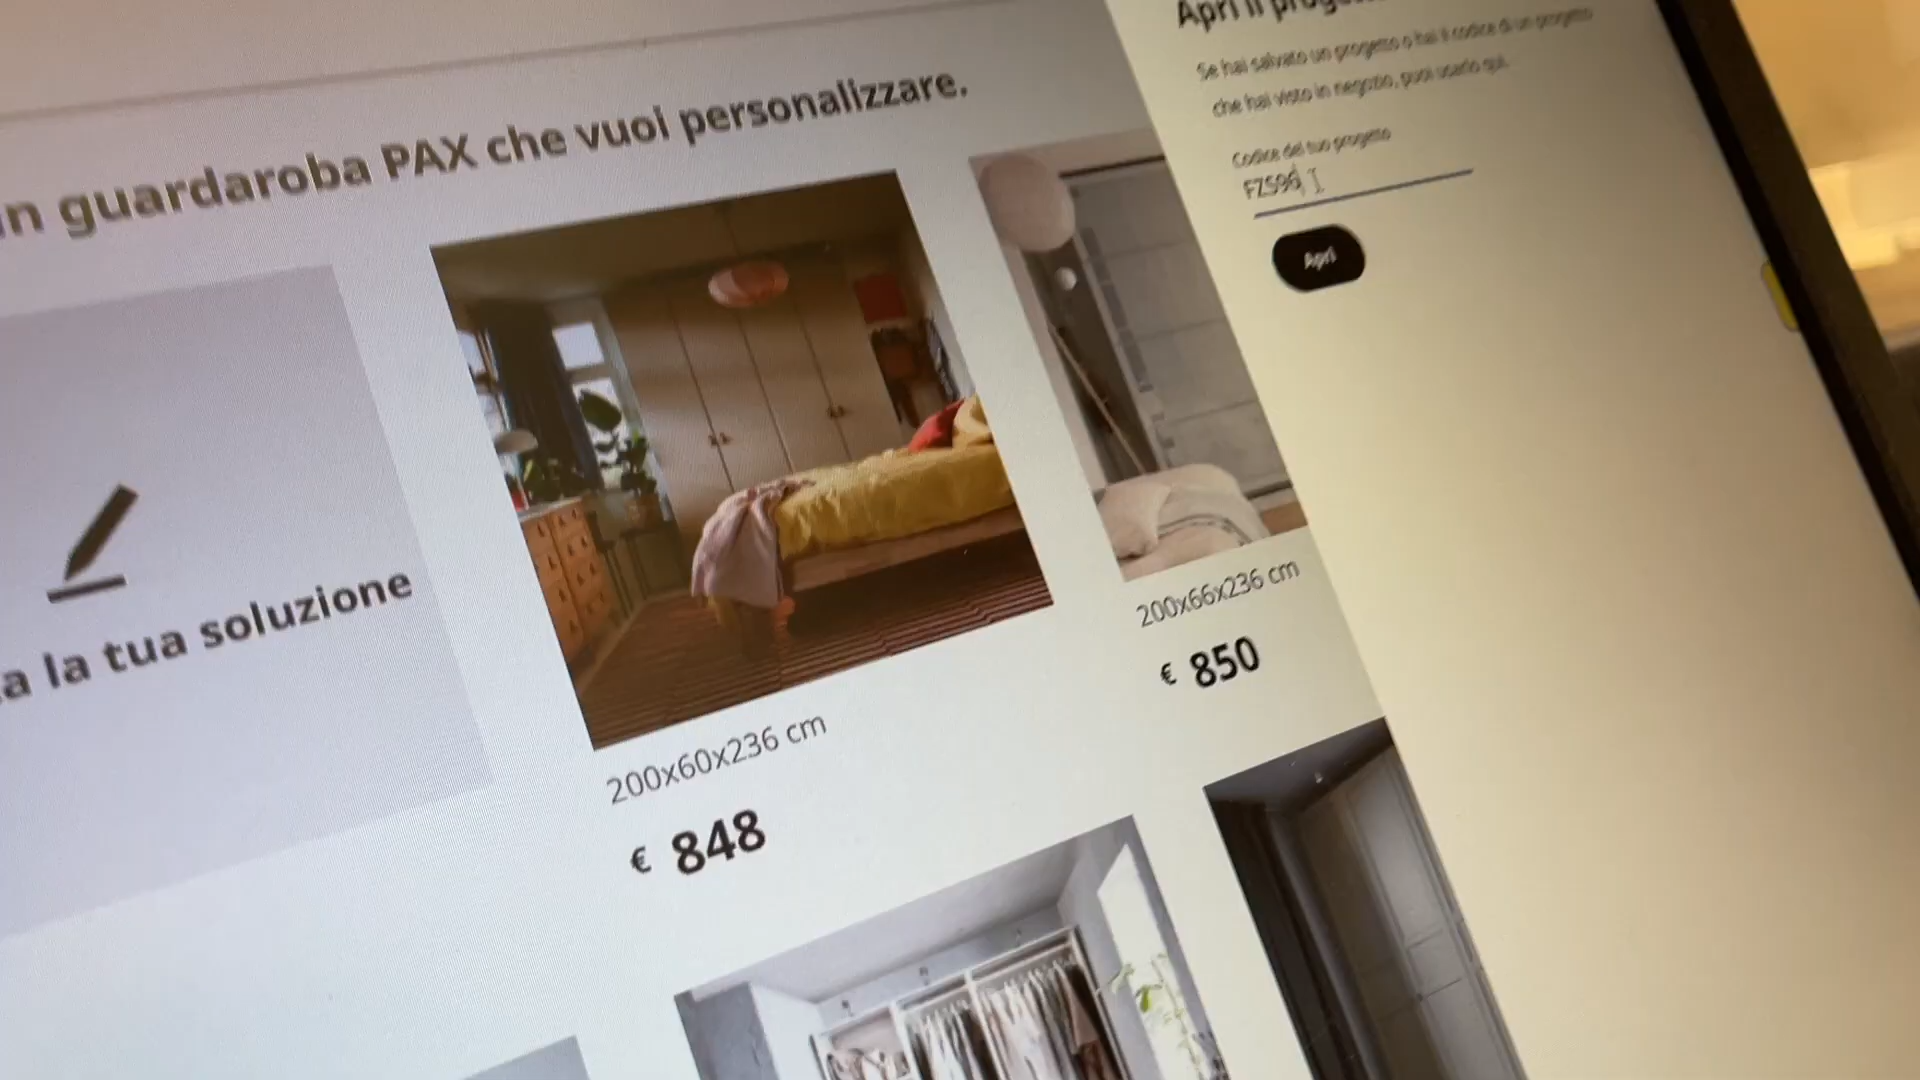 in guardaroba PAX che vuoi personalizzare.
a la tua soluzione
200x60x236 cm
€ 848
200x66x236 cm
€ 850
Apri il
Se hai salvato un progetto o hai il codice di un progetto
che hai visto in negozio, puoi usarlo qui.
Codice del tuo progetto
FZS96
Apri